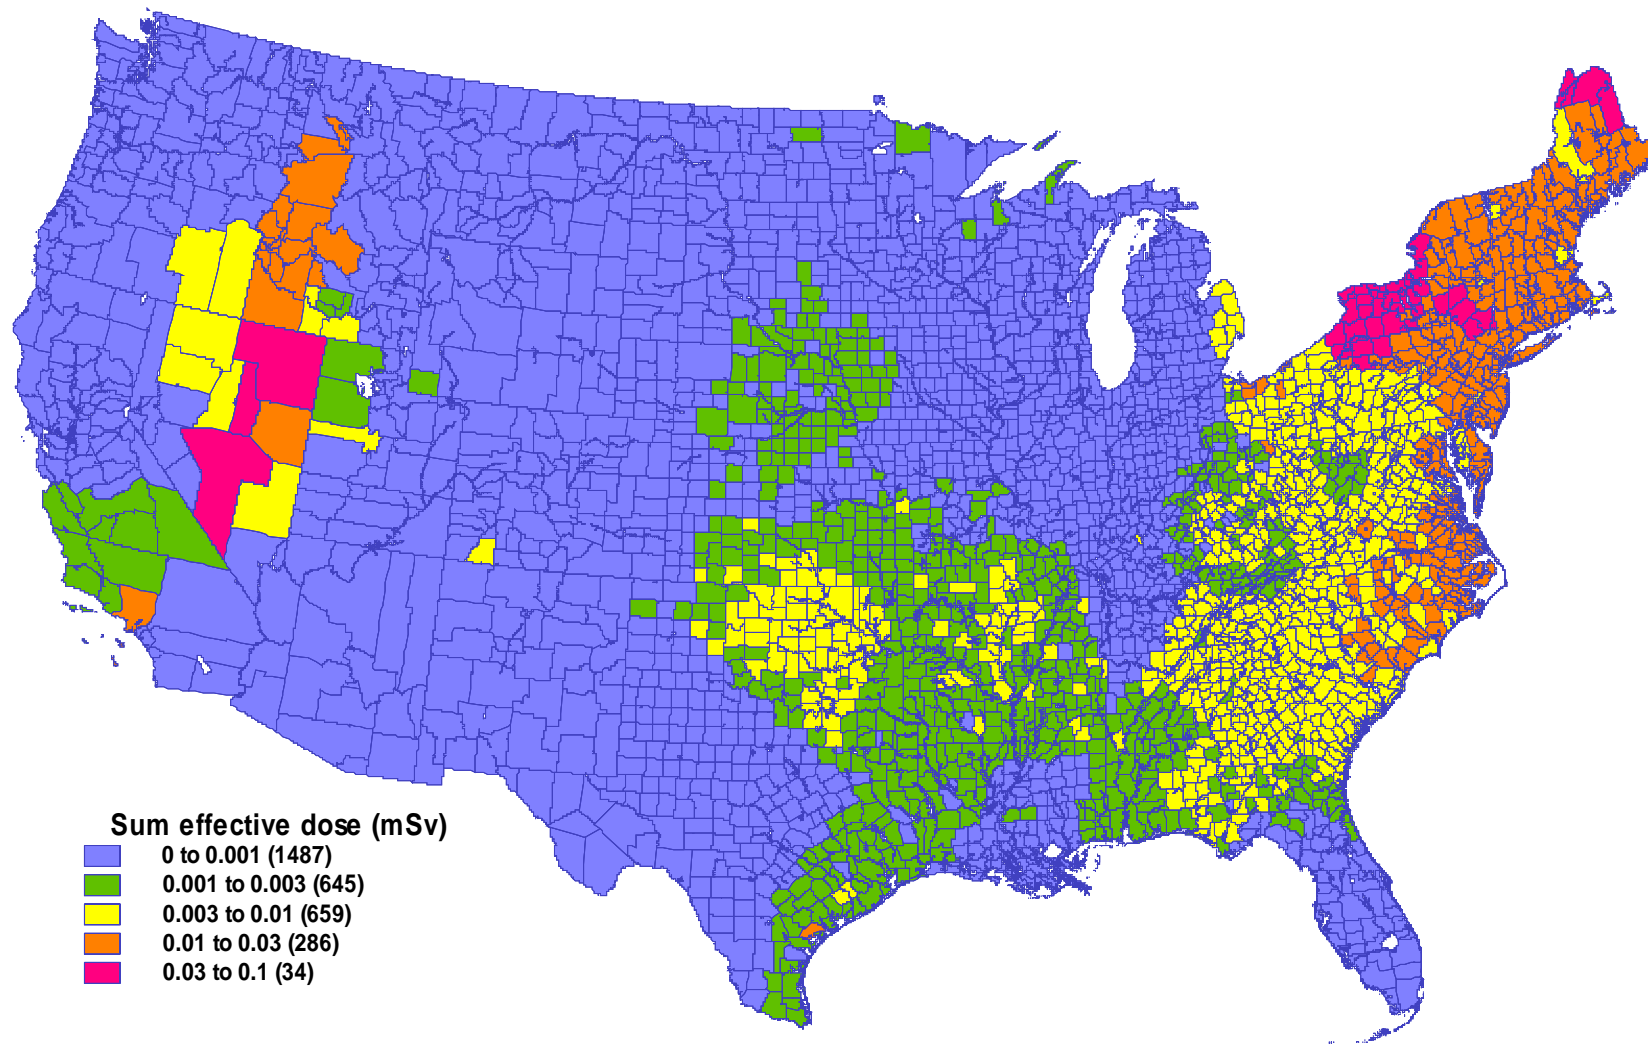 Sum effective dose (mSv)
0 to 0.001 (1487)
0.001 to 0.003 (645)
0.003 to 0.01 (659)
0.01 to 0.03 (286)
0.03 to 0.1 (34)